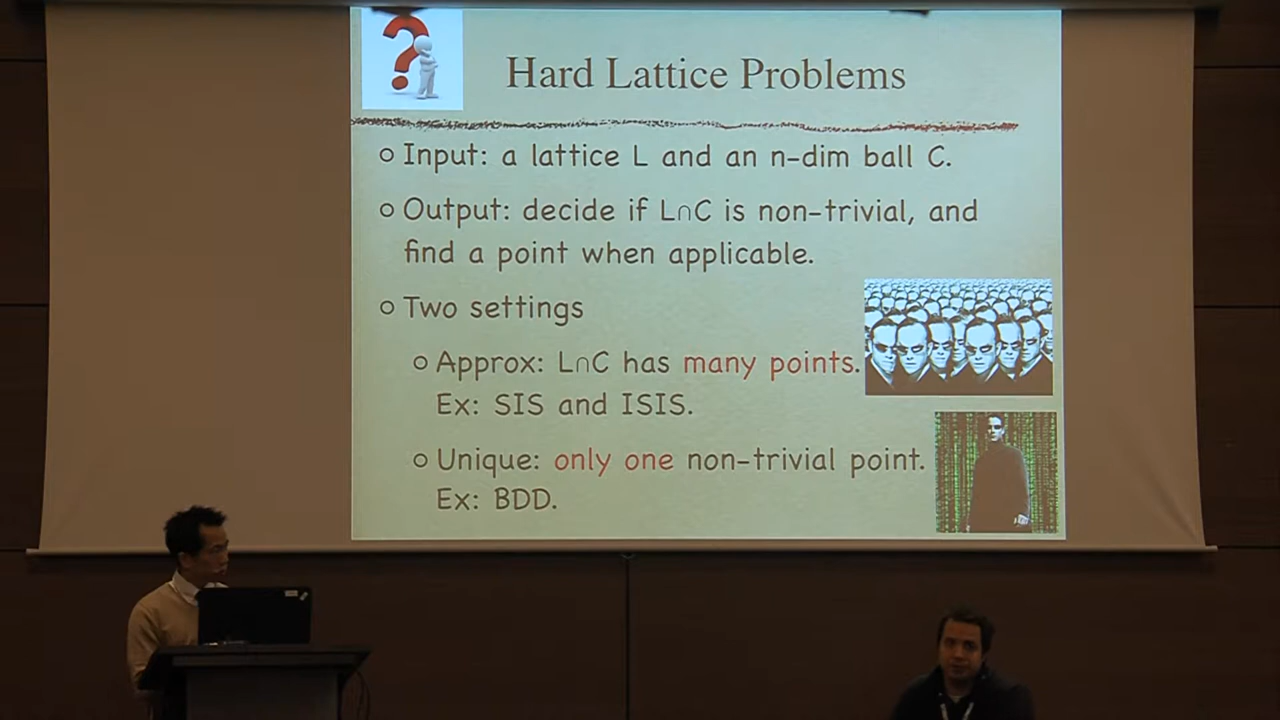 ?
Hard Lattice Problems
○ Input: a lattice L and an n-dim ball C.
○ Output: decide if L∩C is non-trivial, and
find a point when applicable.
○ Two settings
○ Approx: L∩C has many points.
Ex: SIS and ISIS.
○ Unique: only one non-trivial point.
Ex: BDD.